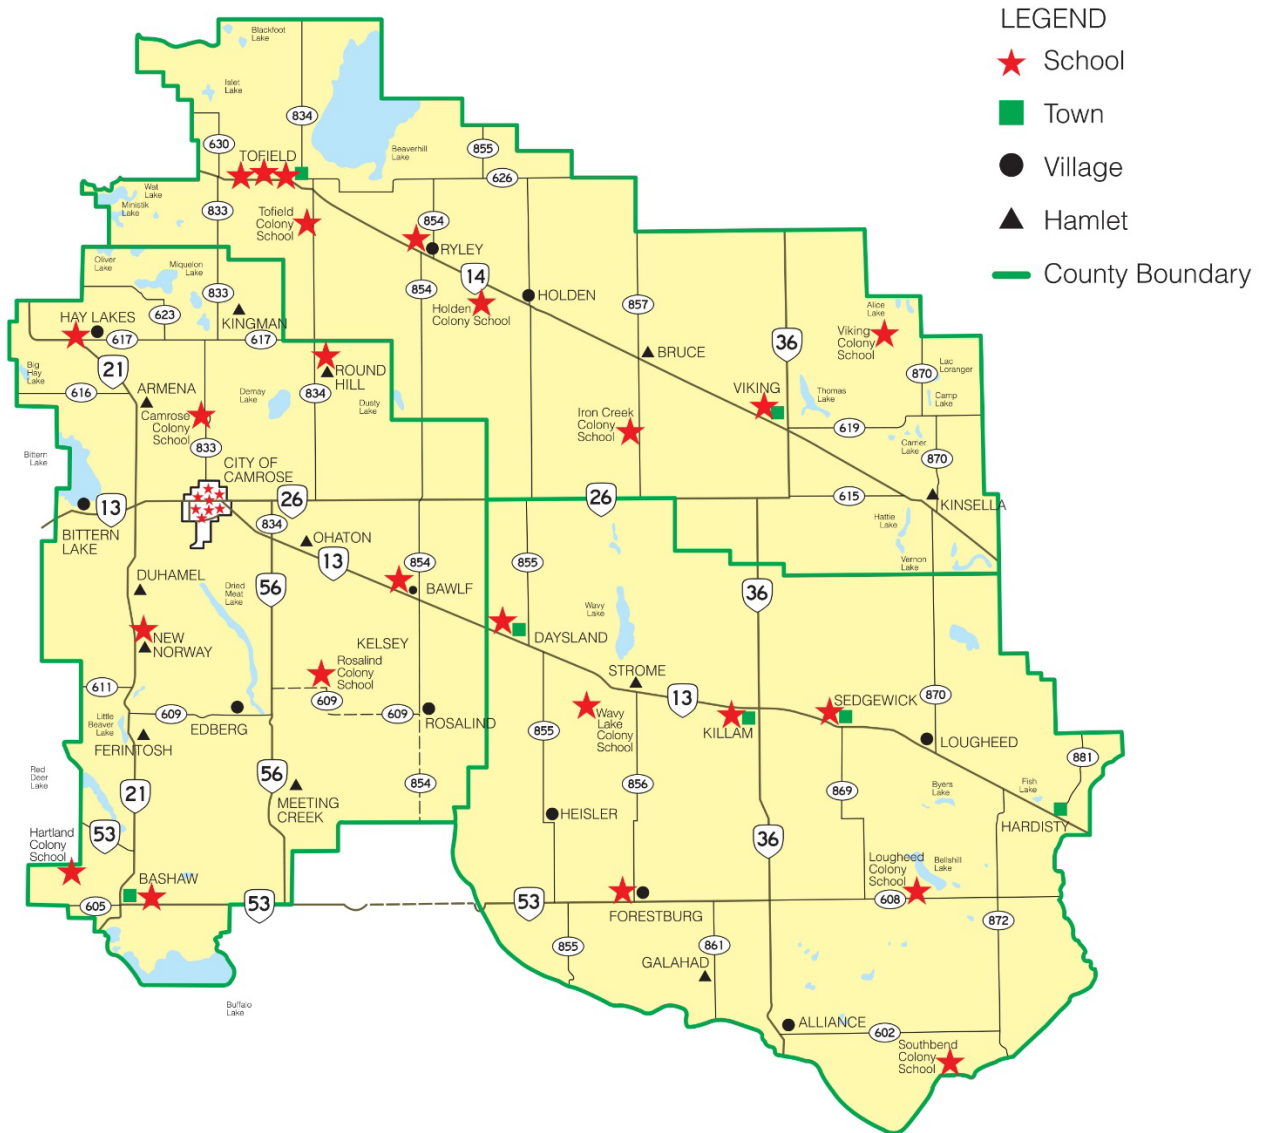 LEGEND
School
Town
Village
Hamlet
County Boundary
Blackfoot
Lake
Islet
Lake
834
630
TOFIELD
Beaverhill
Lake
855
626
Wat
Lake
Ministik
Lake
833
Tofield
Colony
School
854
RYLEY
14
Oliver
Lake
Miquelon
Lake
833
623
KINGMAN
854
Holden
Colony School
HOLDEN
857
Alice
Lake
Viking
Colony
School
HAY LAKES
617
617
21
BRUCE
36
870
Lac
Loranger
Big
Hay
Lake
616
ARMENA
Camrose
Colony
School
Demay
Lake
ROUND
HILL
834
Dusty
Lake
VIKING
Thomas
Lake
Camp
Lake
Iron Creek
Colony
School
619
Carrier
Lake
870
833
Bittern
Lake
CITY OF
CAMROSE
13
26
26
615
KINSELLA
BITTERN
LAKE
834
OHATON
13
Hattie
Lake
Vernon
Lake
DUHAMEL
Dried
Meat
Lake
56
854
BAWLF
855
Wavy
Lake
36
NEW
NORWAY
KELSEY
DAYSLAND
Rosalind
Colony
School
STROME
611
609
609
609
EDBERG
ROSALIND
Little
Beaver
Lake
FERINTOSH
Wavy
Lake
Colony
School
855
13
KILLAM
SEDGEWICK
870
LOUGHEED
881
Red
Deer
Lake
21
56
854
856
869
Byers
Lake
Fish
Lake
MEETING
CREEK
HEISLER
HARDISTY
53
36
Hartland
Colony
School
Lougheed
Colony
School
Bellshill
Lake
BASHAW
605
53
53
FORESTBURG
608
872
855
861
GALAHAD
Buffalo
Lake
ALLIANCE
602
Southbend
Colony
School